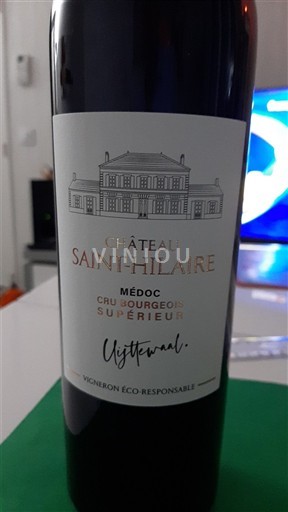 CHÂTEAU
SAINT-HILAIRE
VINIOU
MÉDOC
CRU BOURGEOIS
SUPÉRIEUR
Uijttewaal.
VIGNERON ÉCO-RESPONSABLE